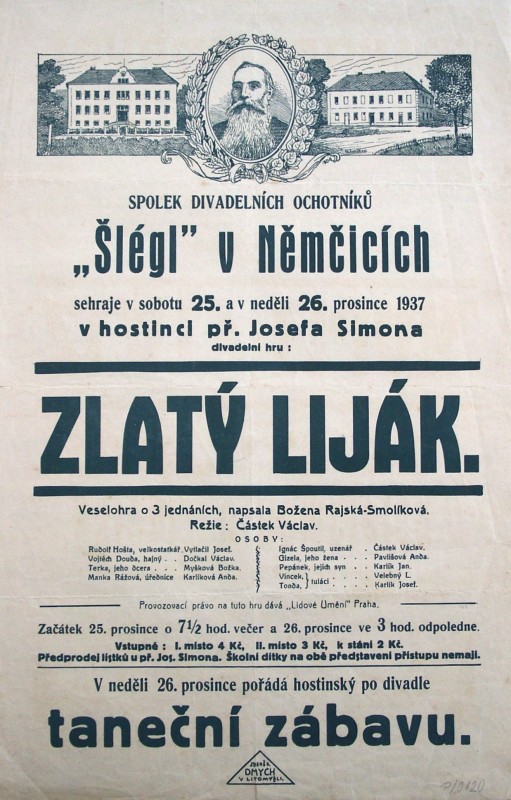 SPOLEK DIVADELNÍCH OCHOTNÍKŮ
„Šlégl” v Němčicích
sehraje v sobotu 25. a v neděli 26. prosince 1937
v hostinci př. Josefa Simona
divadelní hru :
ZLATÝ LIJÁK.
Veselohra o 3 jednáních, napsala Božena Rajská-Smolíková.
Režie : Částek Václav.
OSOBY:
Rudolf Hošta, velkostatkář Vytlačil Josef.
Vojtěch Douba, hajný . . Dočkal Václav.
Terka, jeho dcera . . . Myšková Božka.
Manka Rážová, úřednice Karlíková Anča.
Ignác Špoutil, uzenář . Částek Václav.
Gizela, jeho žena . . . Pavlišová Anča.
Pepánek, jejich syn . . Karlík Jan.
Vincek, } tuláci . . . Velebný L.
Tonda, . . . Karlík Josef.
Provozovací právo na tuto hru dává „Lidové Umění” Praha.
Začátek 25. prosince o 7½ hod. večer a 26. prosince ve 3 hod. odpoledne.
Vstupné : I. místo 4 Kč, II. místo 3 Kč, k stání 2 Kč.
Předprodej lístků u př. Jos. Simona. Školní dítky na obě představení přístupu nemají.
V neděli 26. prosince pořádá hostinský po divadle
taneční zábavu.
DMYCH
V LITOMYŠLI.